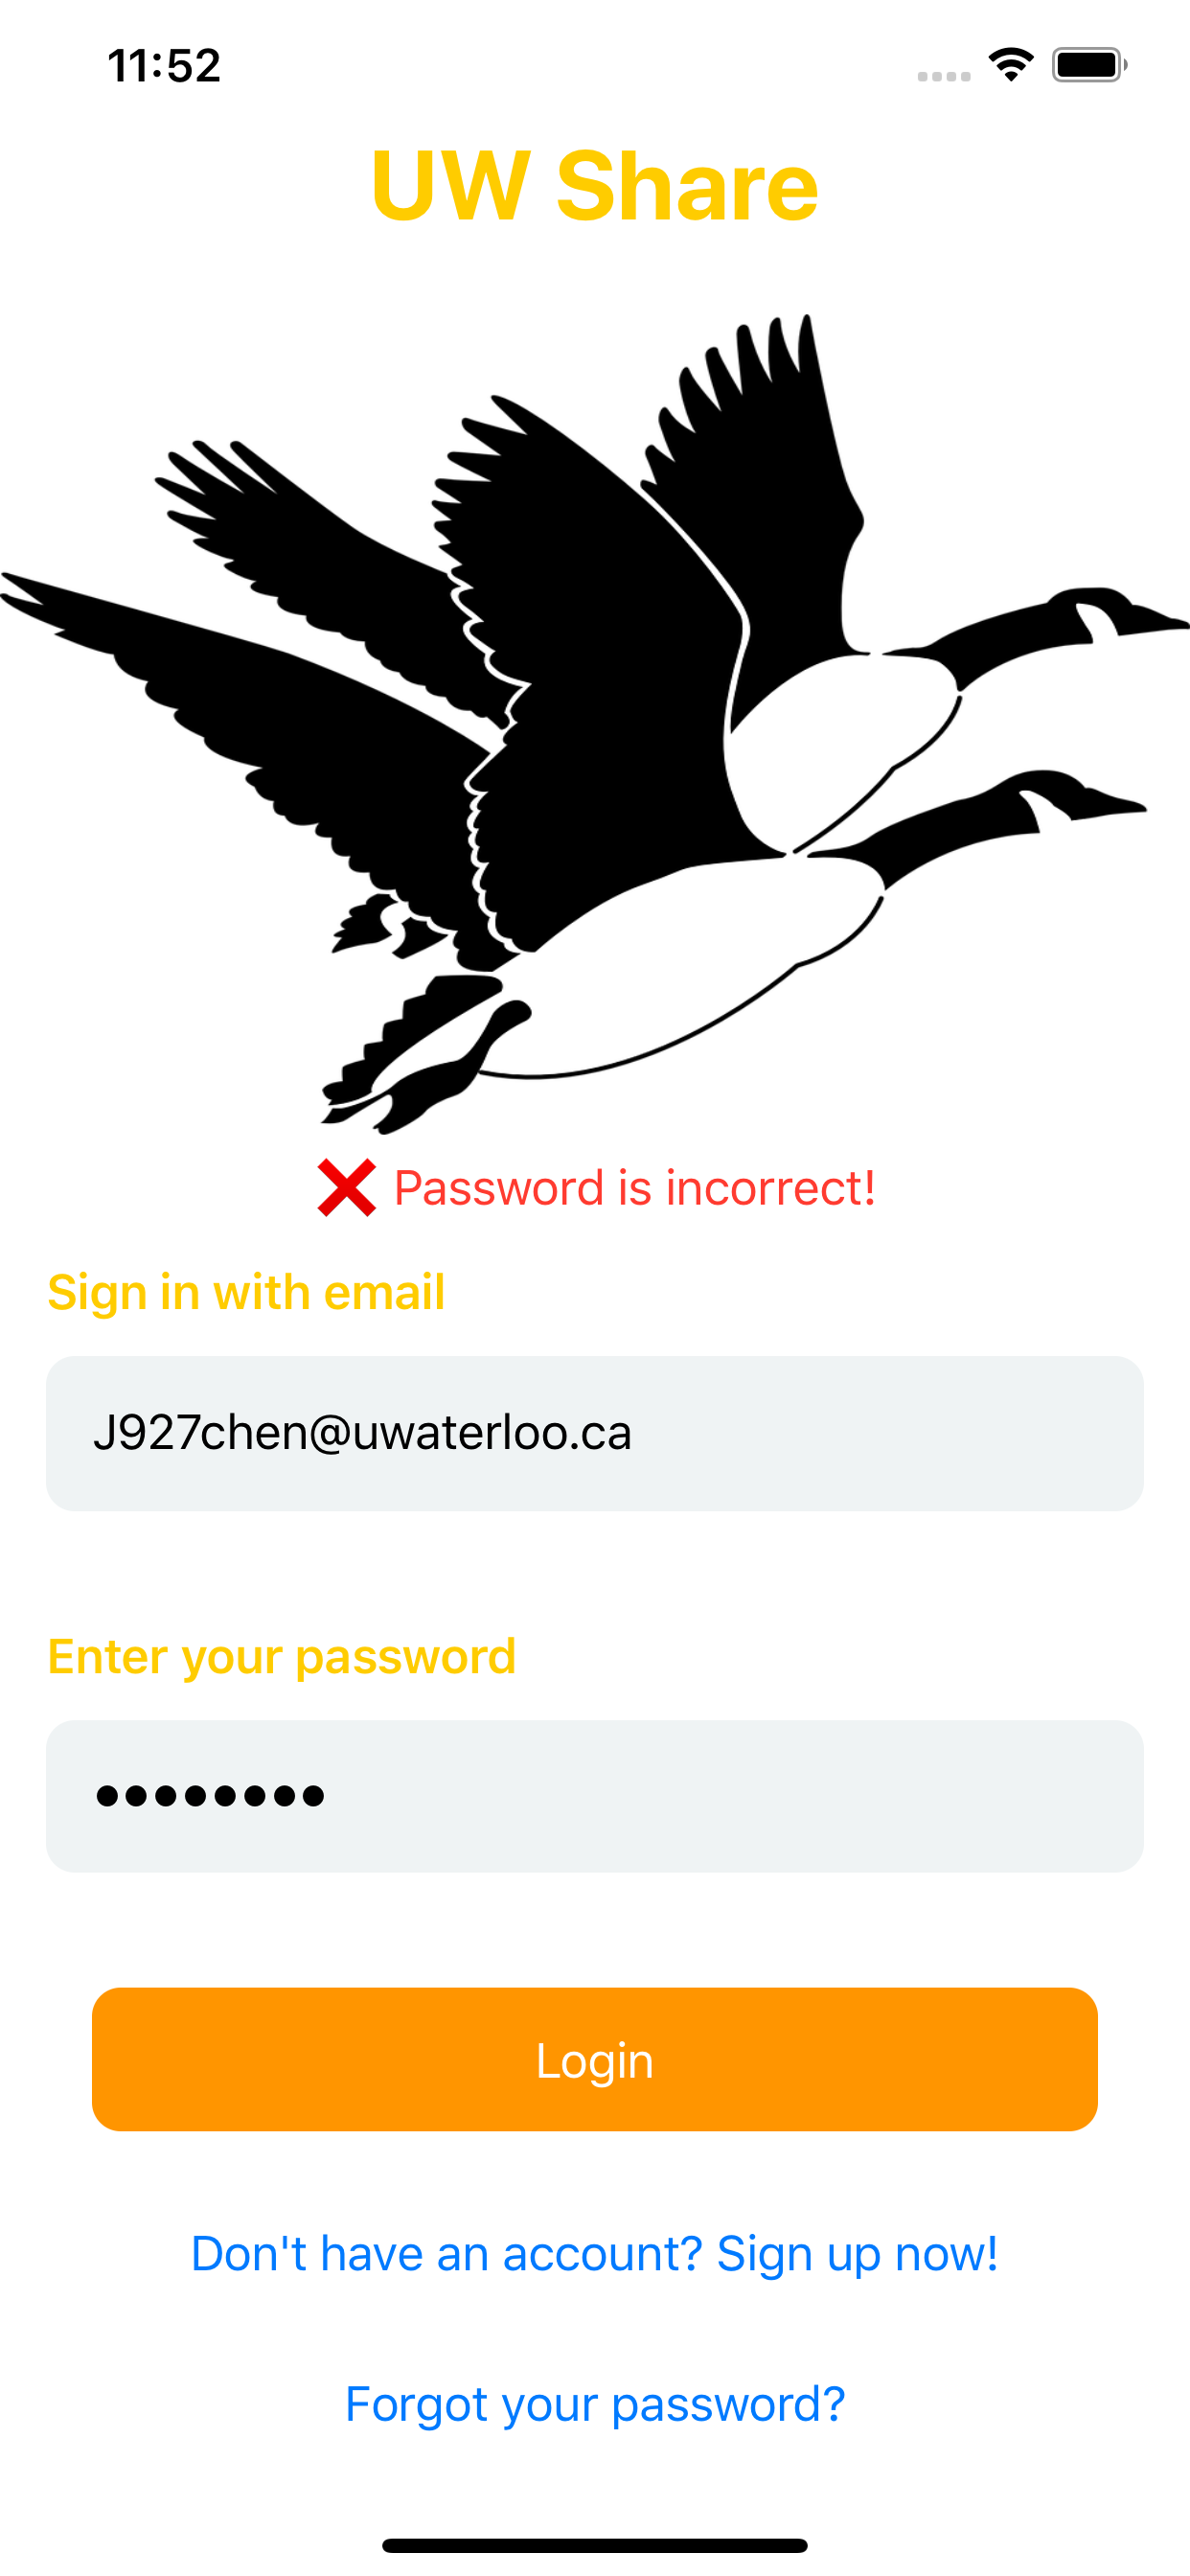 11:52
UW Share
❌ Password is incorrect!
Sign in with email
J927chen@uwaterloo.ca
Enter your password
••••••••
Login
Don't have an account? Sign up now!
Forgot your password?